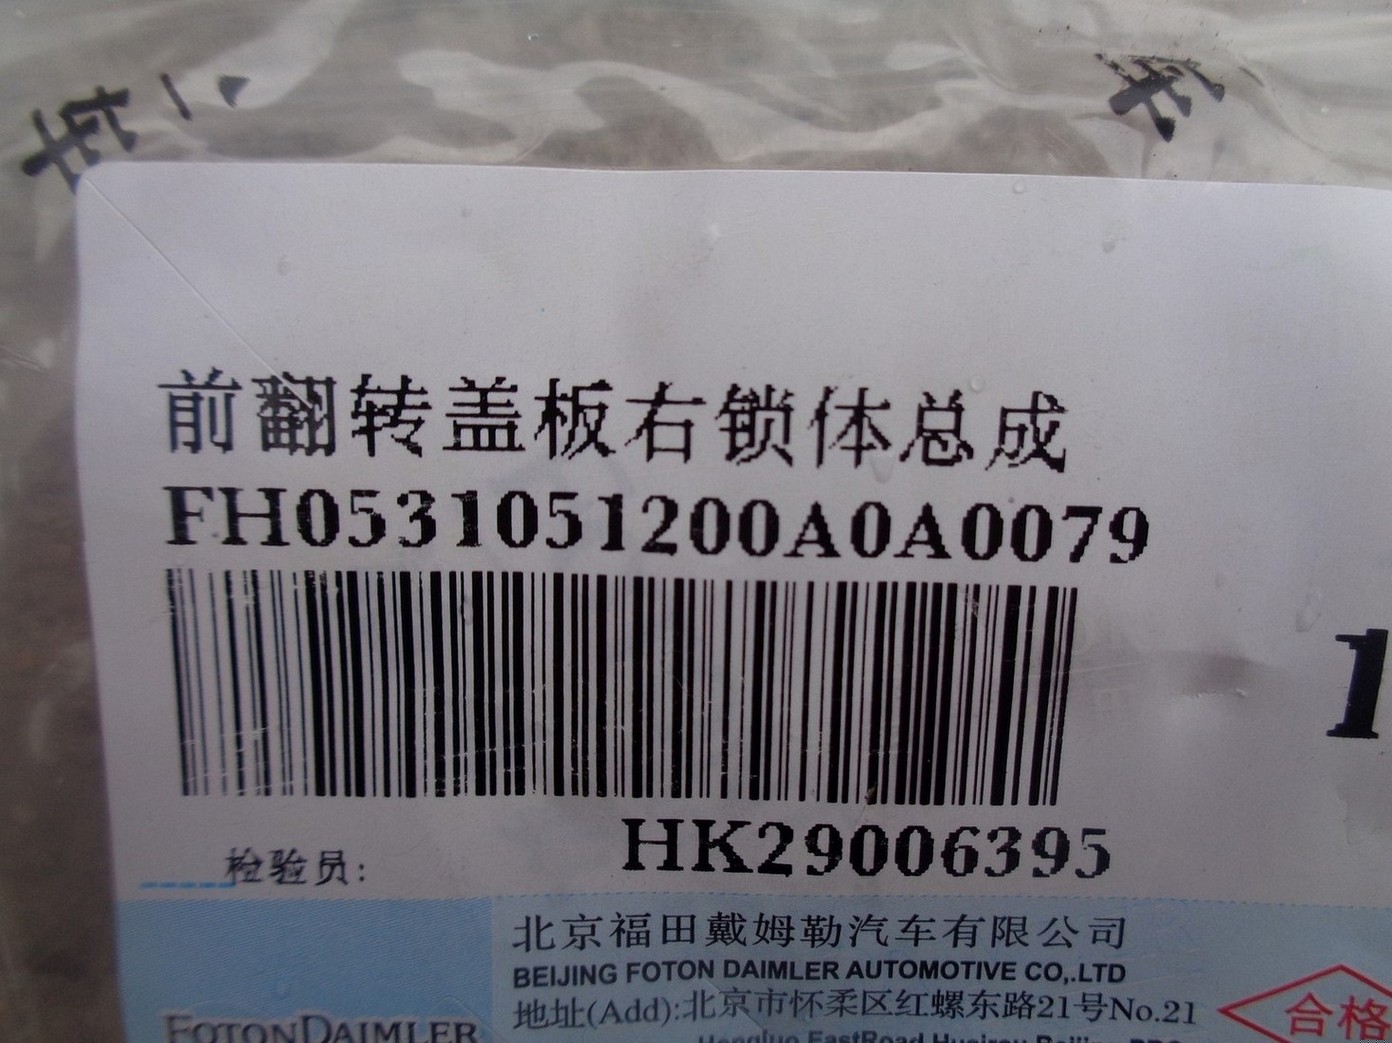 前翻转盖板右锁体总成
FH0531051200A0A0079
1
HK29006395
检验员:
北京福田戴姆勒汽车有限公司
BEIJING FOTON DAIMLER AUTOMOTIVE CO,.LTD
地址(Add):北京市怀柔区红螺东路21号No.21
合格
FOTONDAIMLER